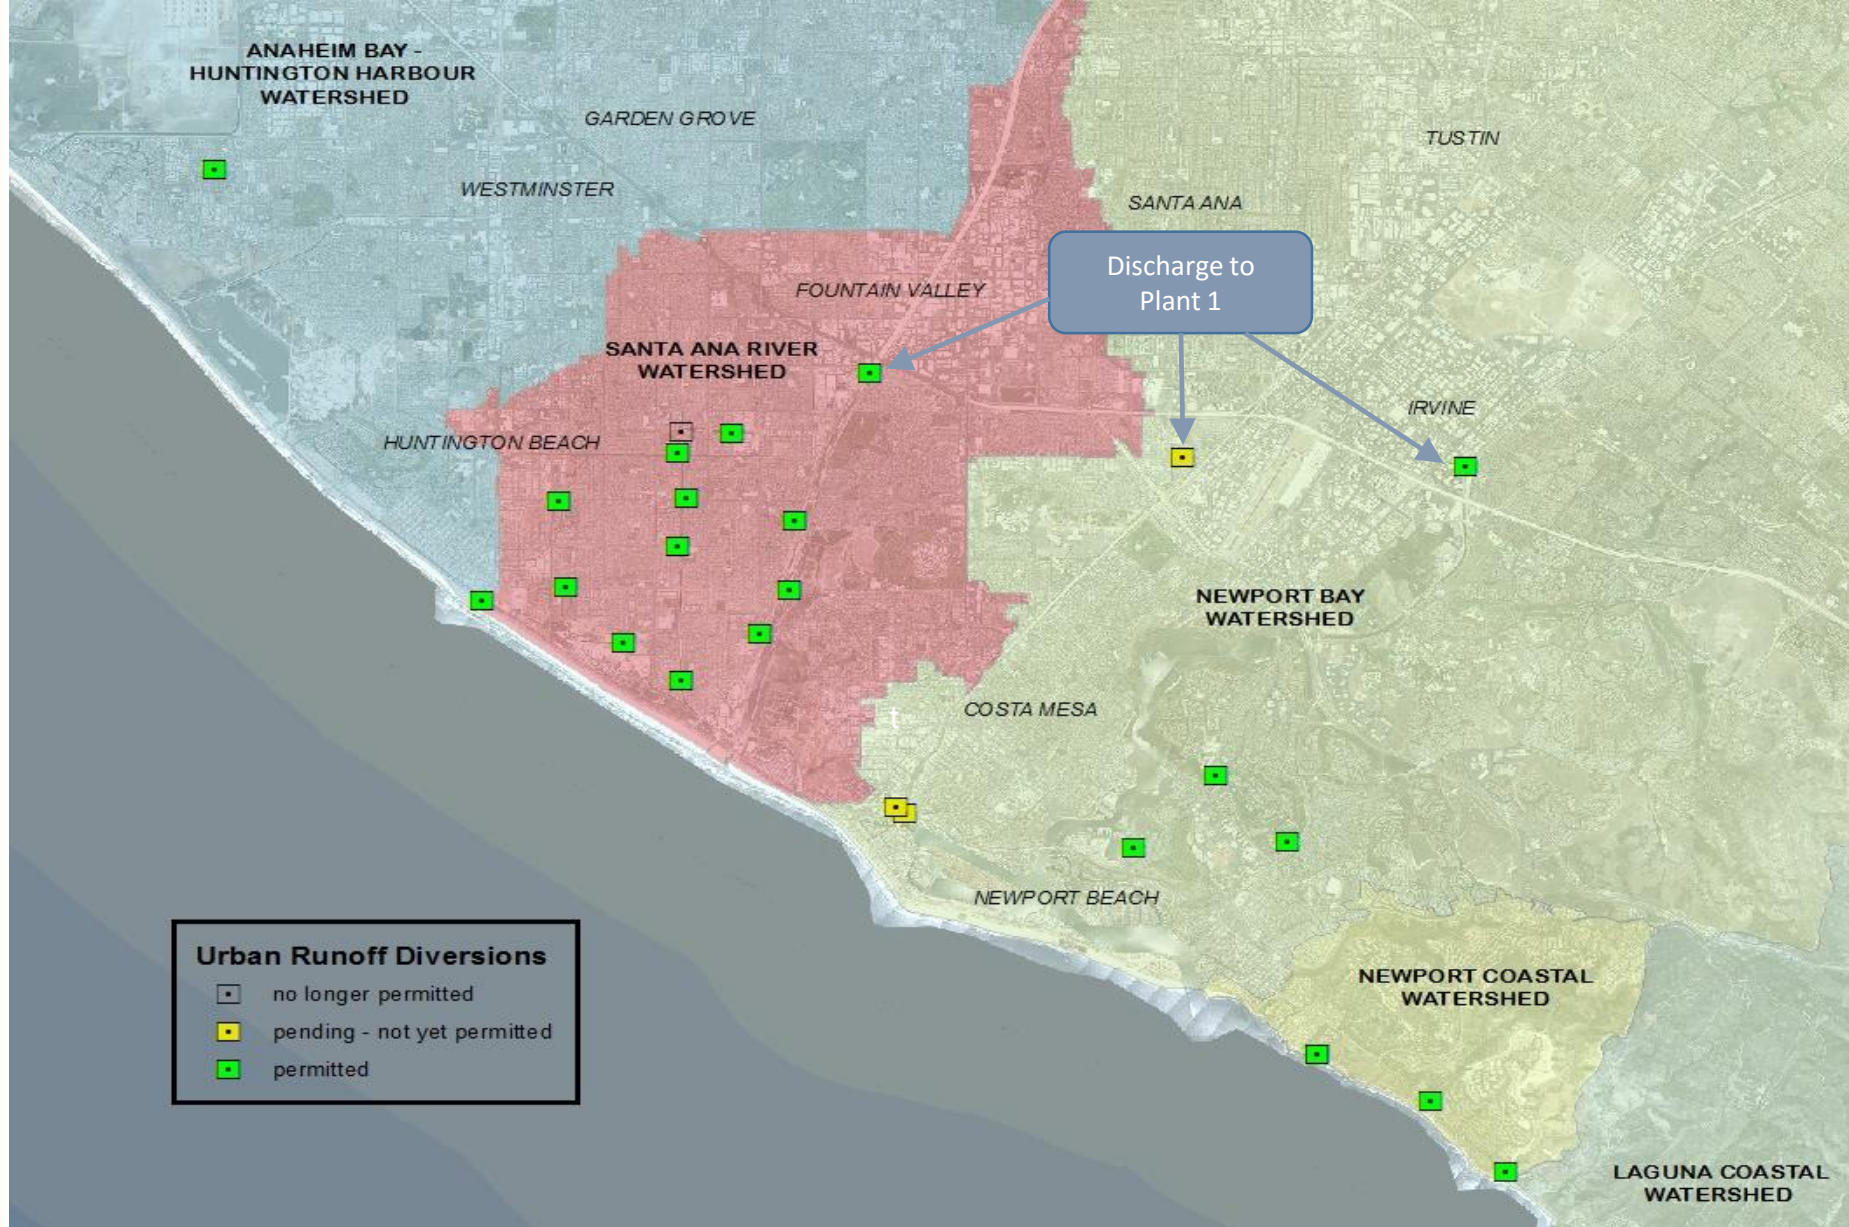 ANAHEIM BAY -
HUNTINGTON HARBOUR
WATERSHED
GARDEN GROVE
TUSTIN
WESTMINSTER
SANTA ANA
Discharge to
Plant 1
FOUNTAIN VALLEY
SANTA ANA RIVER
WATERSHED
IRVINE
HUNTINGTON BEACH
NEWPORT BAY
WATERSHED
COSTA MESA
t
NEWPORT BEACH
Urban Runoff Diversions
no longer permitted
pending - not yet permitted
permitted
NEWPORT COASTAL
WATERSHED
LAGUNA COASTAL
WATERSHED